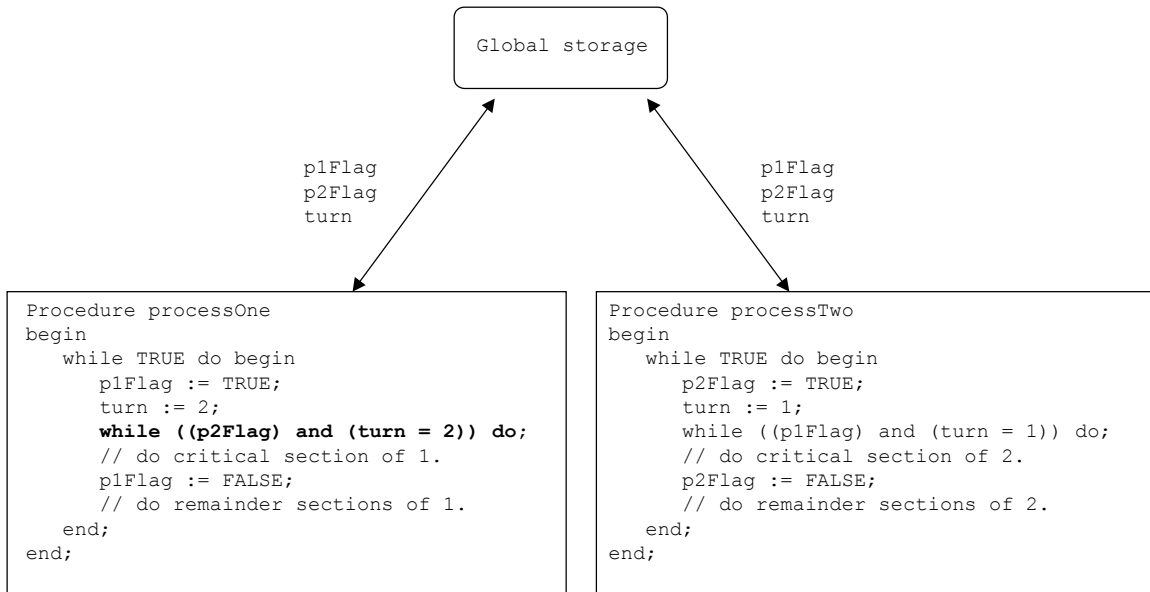 Global storage
p1Flag
p2Flag
turn
p1Flag
p2Flag
turn
Procedure processOne
begin
while TRUE do begin
p1Flag := TRUE;
turn := 2;
while ((p2Flag) and (turn = 2)) do;
// do critical section of 1.
p1Flag := FALSE;
// do remainder sections of 1.
end;
end;
Procedure processTwo
begin
while TRUE do begin
p2Flag := TRUE;
turn := 1;
while ((p1Flag) and (turn = 1)) do;
// do critical section of 2.
p2Flag := FALSE;
// do remainder sections of 2.
end;
end;